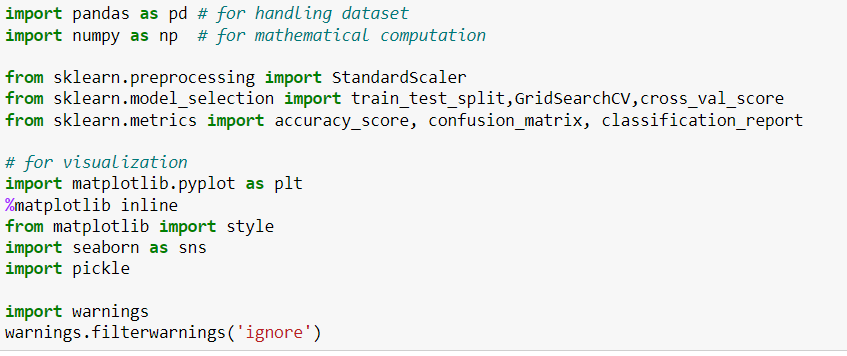 import pandas as pd # for handling dataset
import numpy as np  # for mathematical computation
from sklearn.preprocessing import StandardScaler
from sklearn.model_selection import train_test_split,GridSearchCV,cross_val_score
from sklearn.metrics import accuracy_score, confusion_matrix, classification_report
# for visualization
import matplotlib.pyplot as plt
%matplotlib inline
from matplotlib import style
import seaborn as sns
import pickle
import warnings
warnings.filterwarnings('ignore')